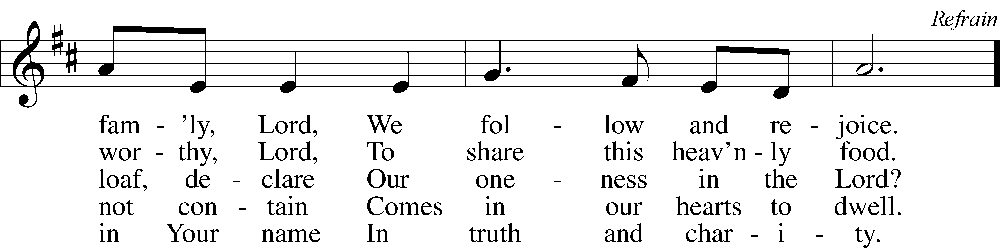 Refrain
fam - ’ly, Lord, We fol - low and re - joice.
wor - thy, Lord, To share this heav’n - ly food.
loaf, de - clare Our one - ness in the Lord?
not con - tain Comes in our hearts to dwell.
in Your name In truth and char - i - ty.